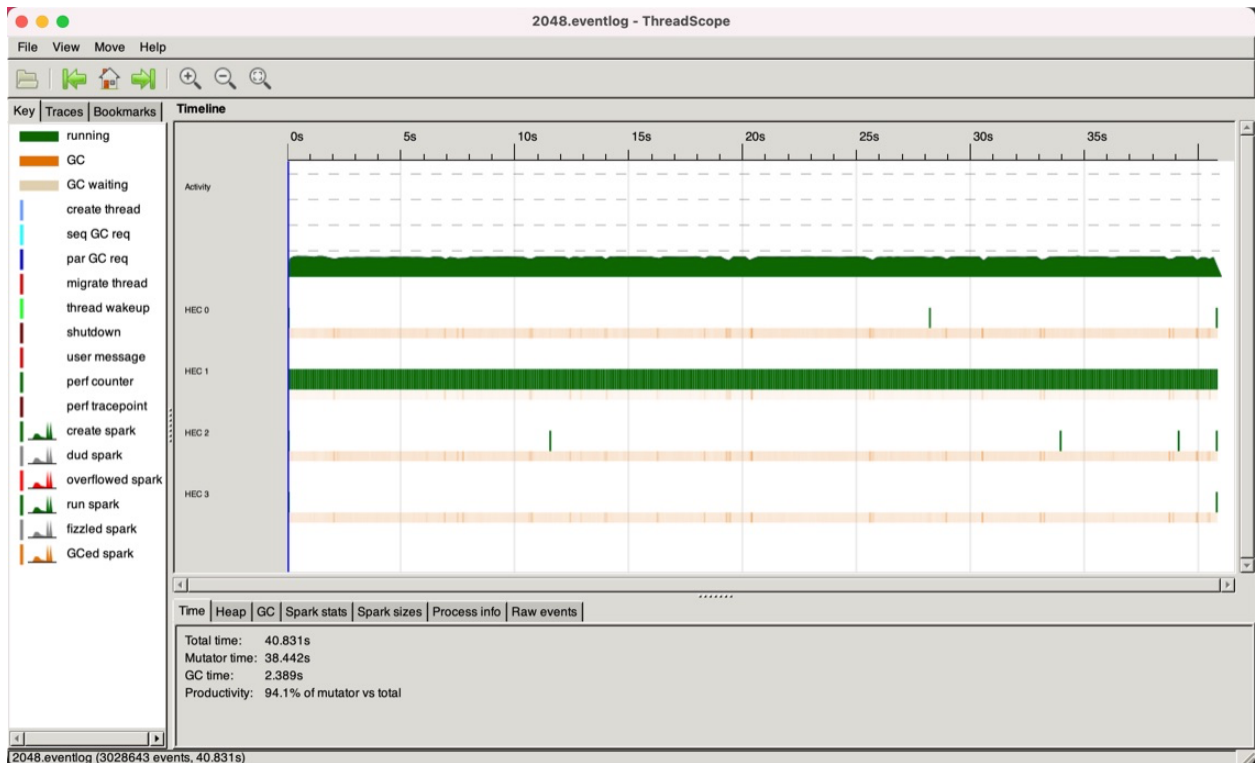 2048.eventlog - ThreadScope
File View Move Help
Key Traces Bookmarks
running
GC
GC waiting
create thread
seq GC req
par GC req
migrate thread
thread wakeup
shutdown
user message
perf counter
perf tracepoint
create spark
dud spark
overflowed spark
run spark
fizzled spark
GCed spark
Timeline
0s 5s 10s 15s 20s 25s 30s 35s
Activity
HEC 0
HEC 1
HEC 2
HEC 3
Time Heap GC Spark stats Spark sizes Process info Raw events
Total time: 40.831s
Mutator time: 38.442s
GC time: 2.389s
Productivity: 94.1% of mutator vs total
2048.eventlog (3028643 events, 40.831s)